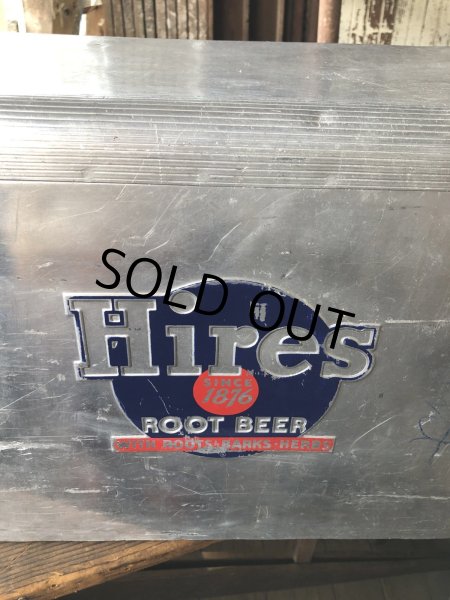 SOLD OUT
Hires
SINCE
1876
ROOT BEER
WITH ROOTS·BARKS·HERBS